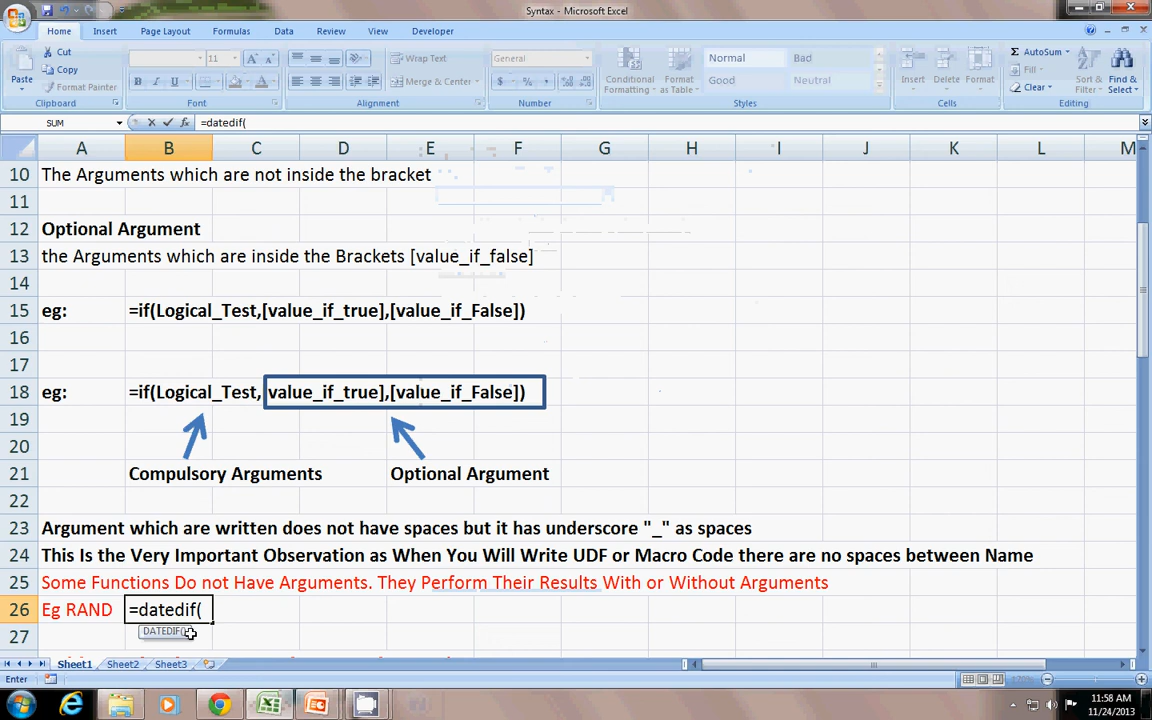 Syntax - Microsoft Excel
Home Insert Page Layout Formulas Data Review View Developer
Cut
Copy
Format Painter
Paste
Clipboard
11
Font
Wrap Text
Merge & Center
Alignment
General
Number
Conditional Formatting
Format as Table
Normal Bad
Good Neutral
Styles
Insert Delete Format
Cells
AutoSum
Fill
Clear
Sort & Filter
Find & Select
Editing
SUM =datedif(
A B C D E F G H I J K L M
10 The Arguments which are not inside the bracket
11
12 Optional Argument
13 the Arguments which are inside the Brackets [value_if_false]
14
15 eg: =if(Logical_Test,[value_if_true],[value_if_False])
16
17
18 eg: =if(Logical_Test, value_if_true],[value_if_False])
19
20
21 Compulsory Arguments Optional Argument
22
23 Argument which are written does not have spaces but it has underscore "_" as spaces
24 This Is the Very Important Observation as When You Will Write UDF or Macro Code there are no spaces between Name
25 Some Functions Do not Have Arguments. They Perform Their Results With or Without Arguments
26 Eg RAND =datedif(
DATEDIF()
27
Sheet1 Sheet2 Sheet3
Enter
11:58 AM
11/24/2013